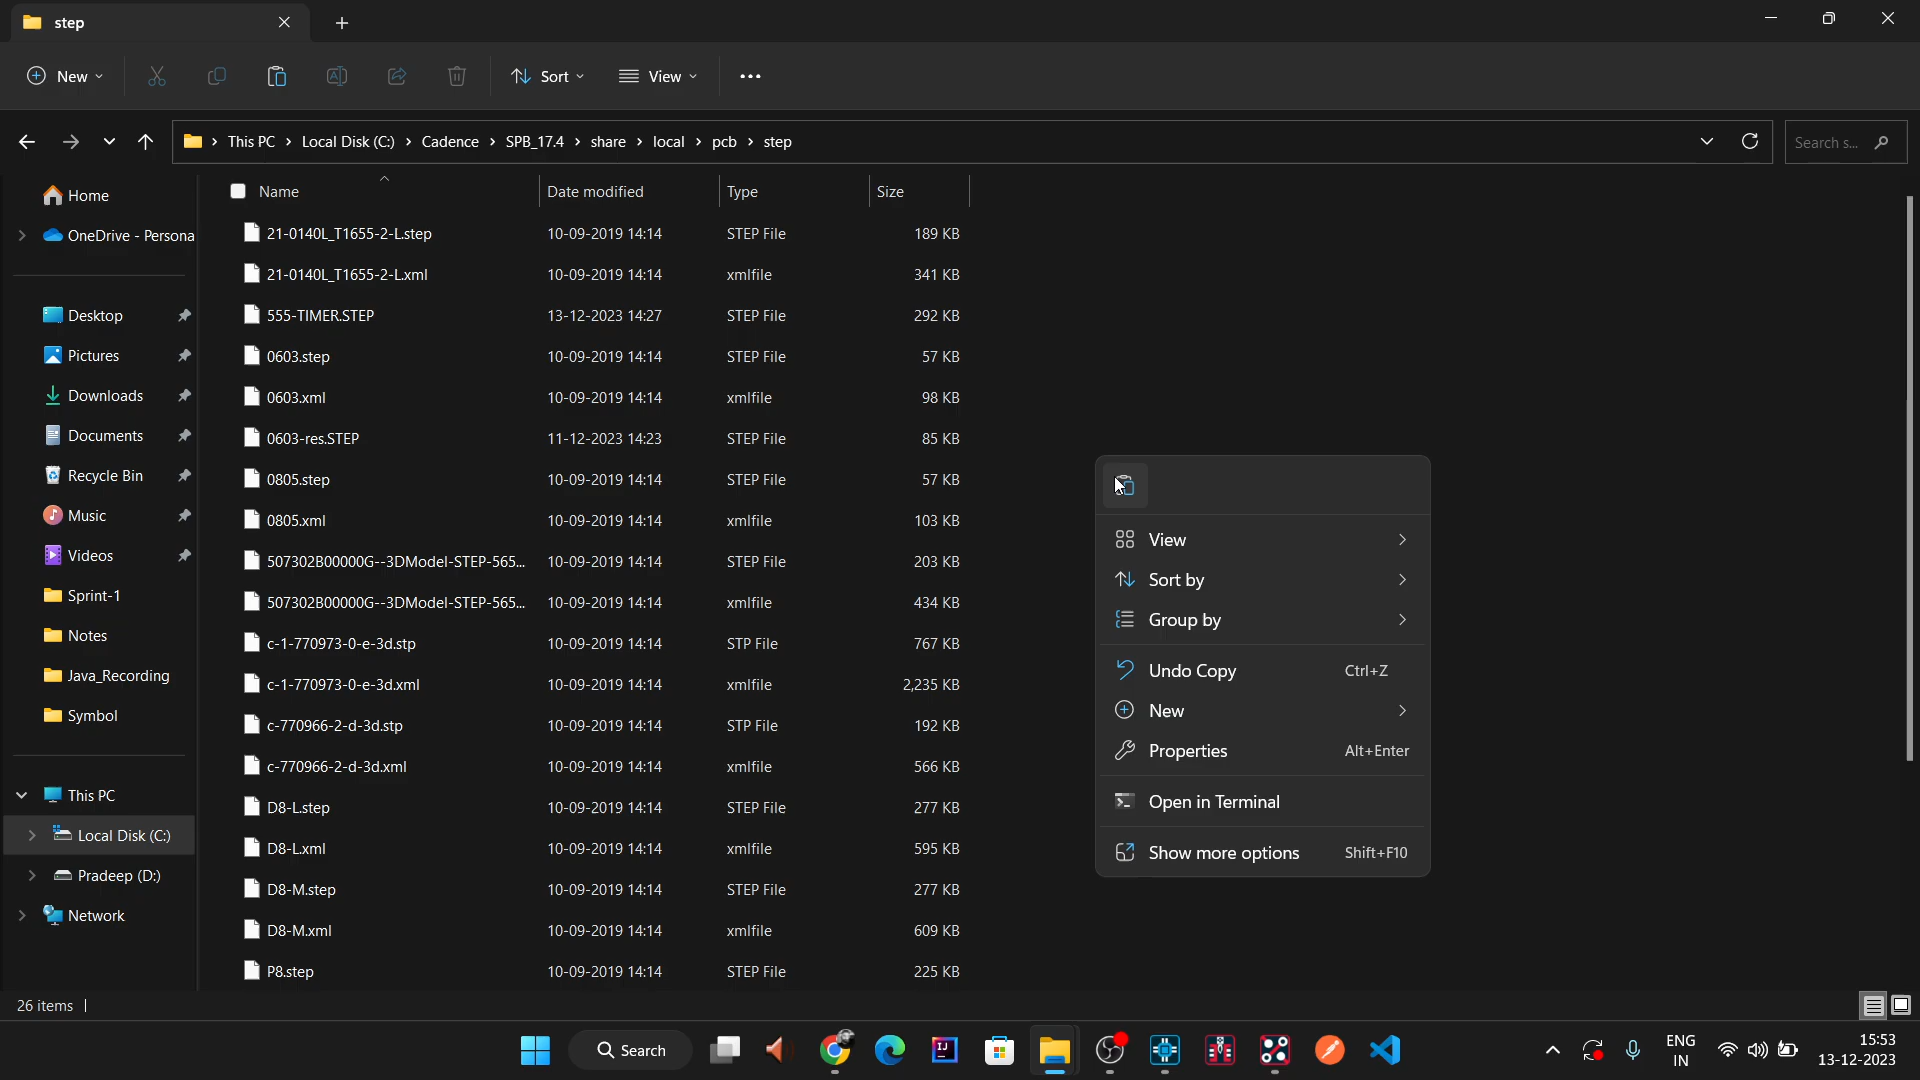 step
New
Sort
View
This PC
Local Disk (C:)
Cadence
SPB_17.4
share
local
pcb
step
Search s...
Home
OneDrive - Persona
Desktop
Pictures
Downloads
Documents
Recycle Bin
Music
Videos
Sprint-1
Notes
Java_Recording
Symbol
This PC
Local Disk (C:)
Pradeep (D:)
Network
Name Date modified Type Size
21-0140L_T1655-2-L.step 10-09-2019 14:14 STEP File 189 KB
21-0140L_T1655-2-L.xml 10-09-2019 14:14 xmlfile 341 KB
555-TIMER.STEP 13-12-2023 14:27 STEP File 292 KB
0603.step 10-09-2019 14:14 STEP File 57 KB
0603.xml 10-09-2019 14:14 xmlfile 98 KB
0603-res.STEP 11-12-2023 14:23 STEP File 85 KB
0805.step 10-09-2019 14:14 STEP File 57 KB
0805.xml 10-09-2019 14:14 xmlfile 103 KB
507302B00000G--3DModel-STEP-565... 10-09-2019 14:14 STEP File 203 KB
507302B00000G--3DModel-STEP-565... 10-09-2019 14:14 xmlfile 434 KB
c-1-770973-0-e-3d.stp 10-09-2019 14:14 STP File 767 KB
c-1-770973-0-e-3d.xml 10-09-2019 14:14 xmlfile 2,235 KB
c-770966-2-d-3d.stp 10-09-2019 14:14 STP File 192 KB
c-770966-2-d-3d.xml 10-09-2019 14:14 xmlfile 566 KB
D8-L.step 10-09-2019 14:14 STEP File 277 KB
D8-L.xml 10-09-2019 14:14 xmlfile 595 KB
D8-M.step 10-09-2019 14:14 STEP File 277 KB
D8-M.xml 10-09-2019 14:14 xmlfile 609 KB
P8.step 10-09-2019 14:14 STEP File 225 KB
View
Sort by
Group by
Undo Copy Ctrl+Z
New
Properties Alt+Enter
Open in Terminal
Show more options Shift+F10
26 items
Search
IJ
ENG
IN
15:53
13-12-2023